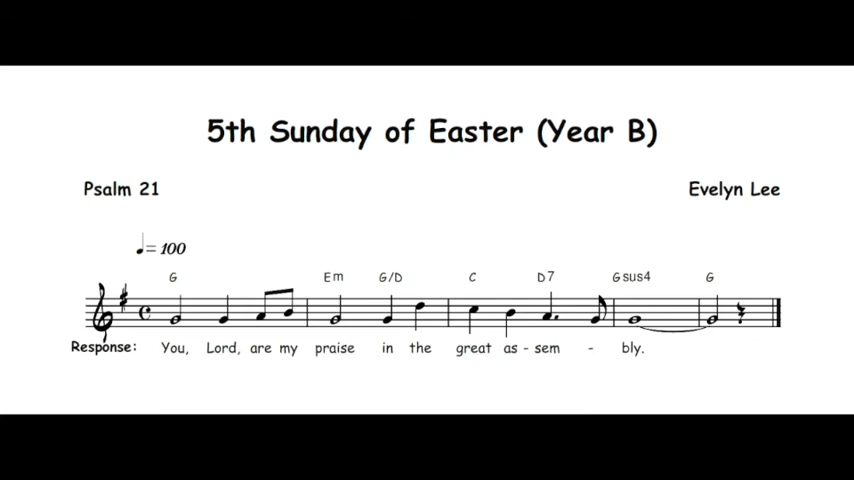 5th Sunday of Easter (Year B)
Psalm 21 Evelyn Lee
= 100
G Em G/D C D7 Gsus4 G
Response: You, Lord, are my praise in the great as - sem - bly.